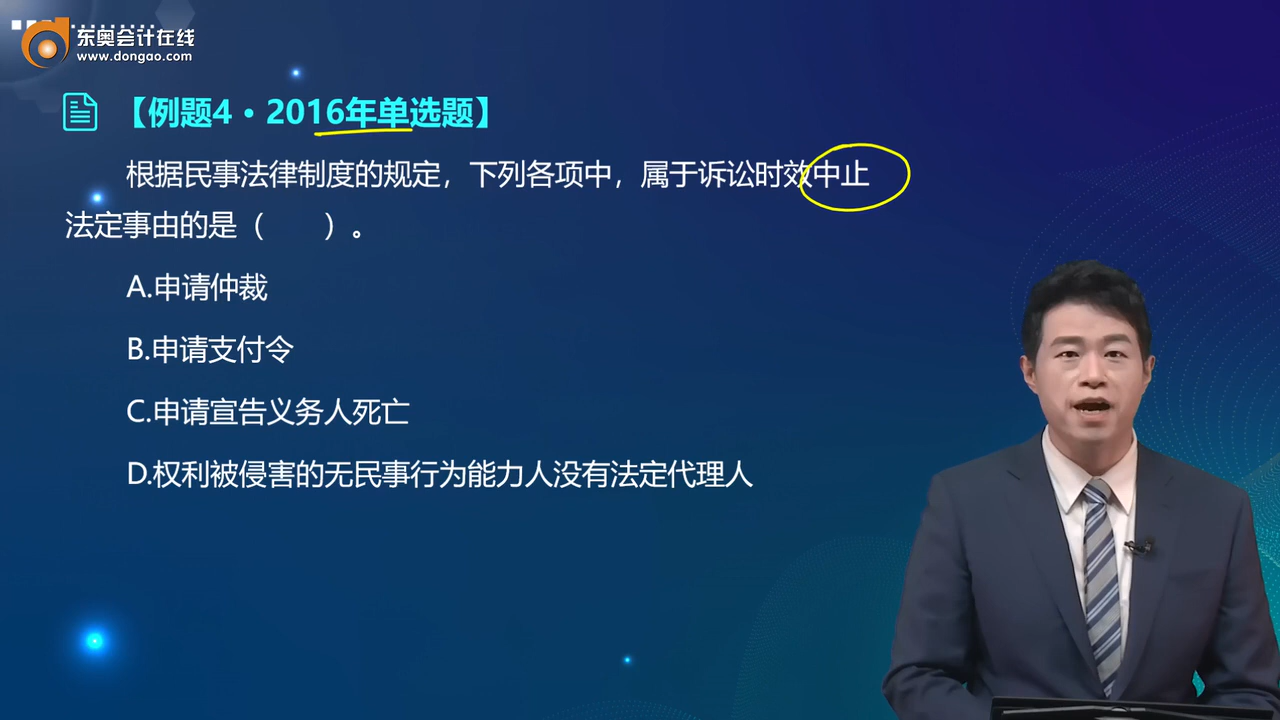 东奥会计在线
www.dongao.com
【例题4·2016年单选题】
根据民事法律制度的规定，下列各项中，属于诉讼时效中止
法定事由的是（　　）。
A.申请仲裁
B.申请支付令
C.申请宣告义务人死亡
D.权利被侵害的无民事行为能力人没有法定代理人